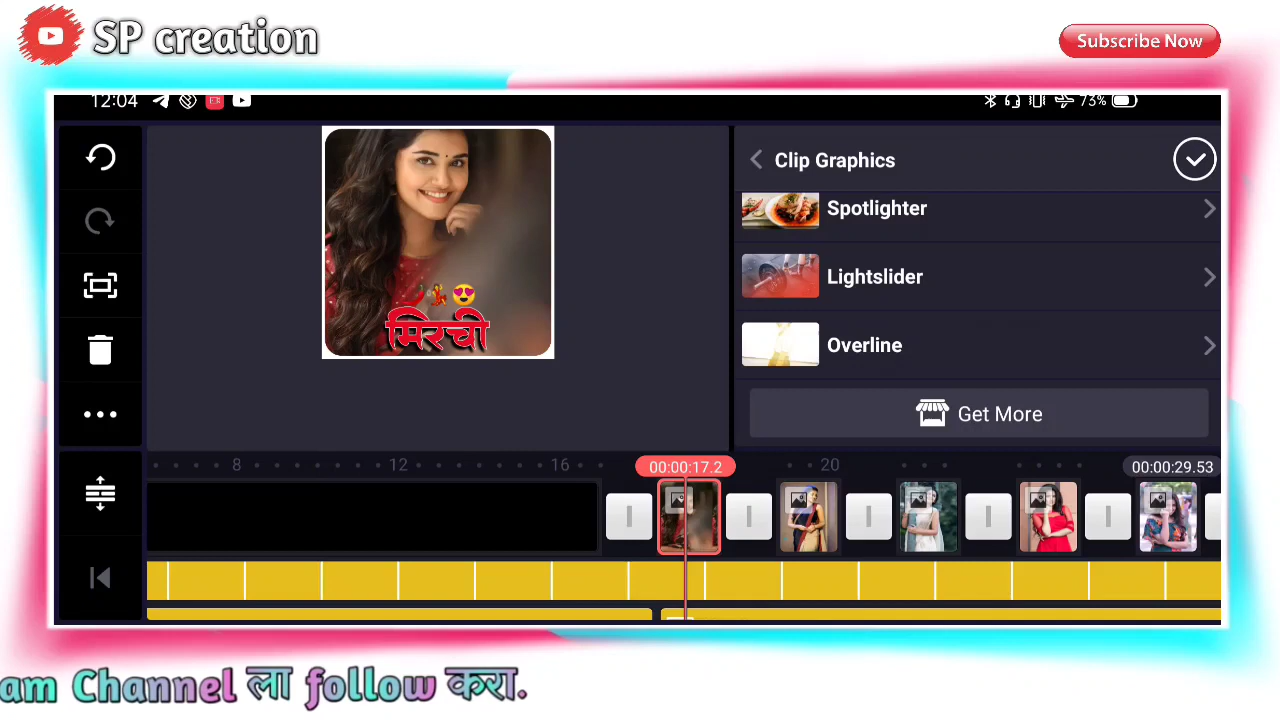 SP creation
Subscribe Now
12:04
73%
Clip Graphics
Spotlighter
Lightslider
Overline
Get More
मिरची
8 12 16 20
00:00:17.2
00:00:29.53
am Channel ला follow करा.